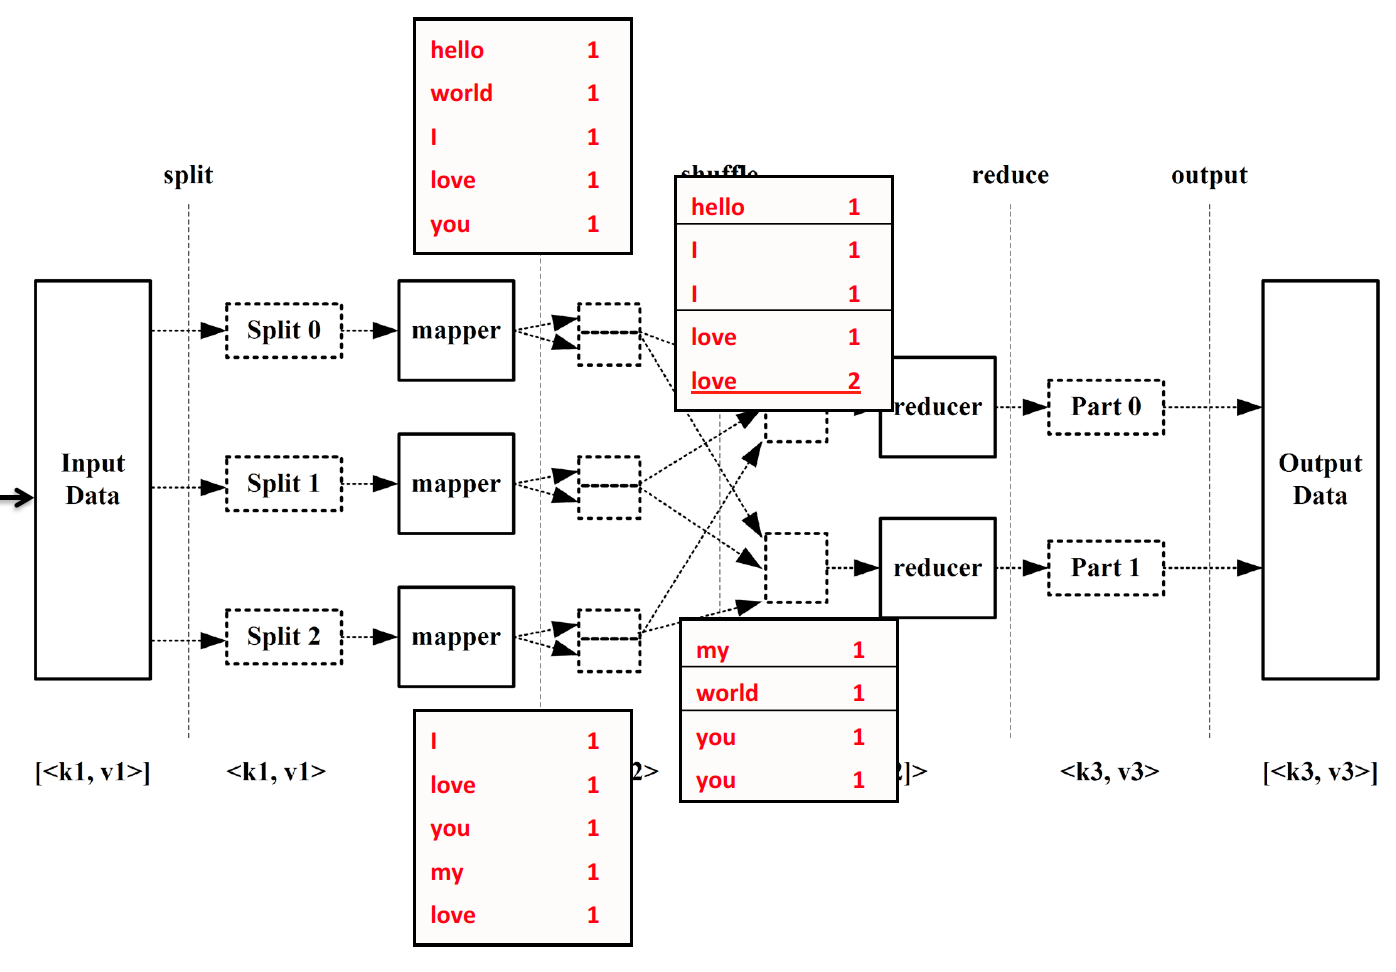 hello 1
world 1
I 1
love 1
you 1
split
shuffle
reduce
output
hello 1
I 1
I 1
love 1
love 2
Split 0
mapper
reducer
Part 0
Input
Data
Split 1
mapper
Output
Data
reducer
Part 1
Split 2
mapper
my 1
world 1
you 1
you 1
I 1
love 1
you 1
my 1
love 1
[<k1, v1>]
<k1, v1>
2>
]>
<k3, v3>
[<k3, v3>]